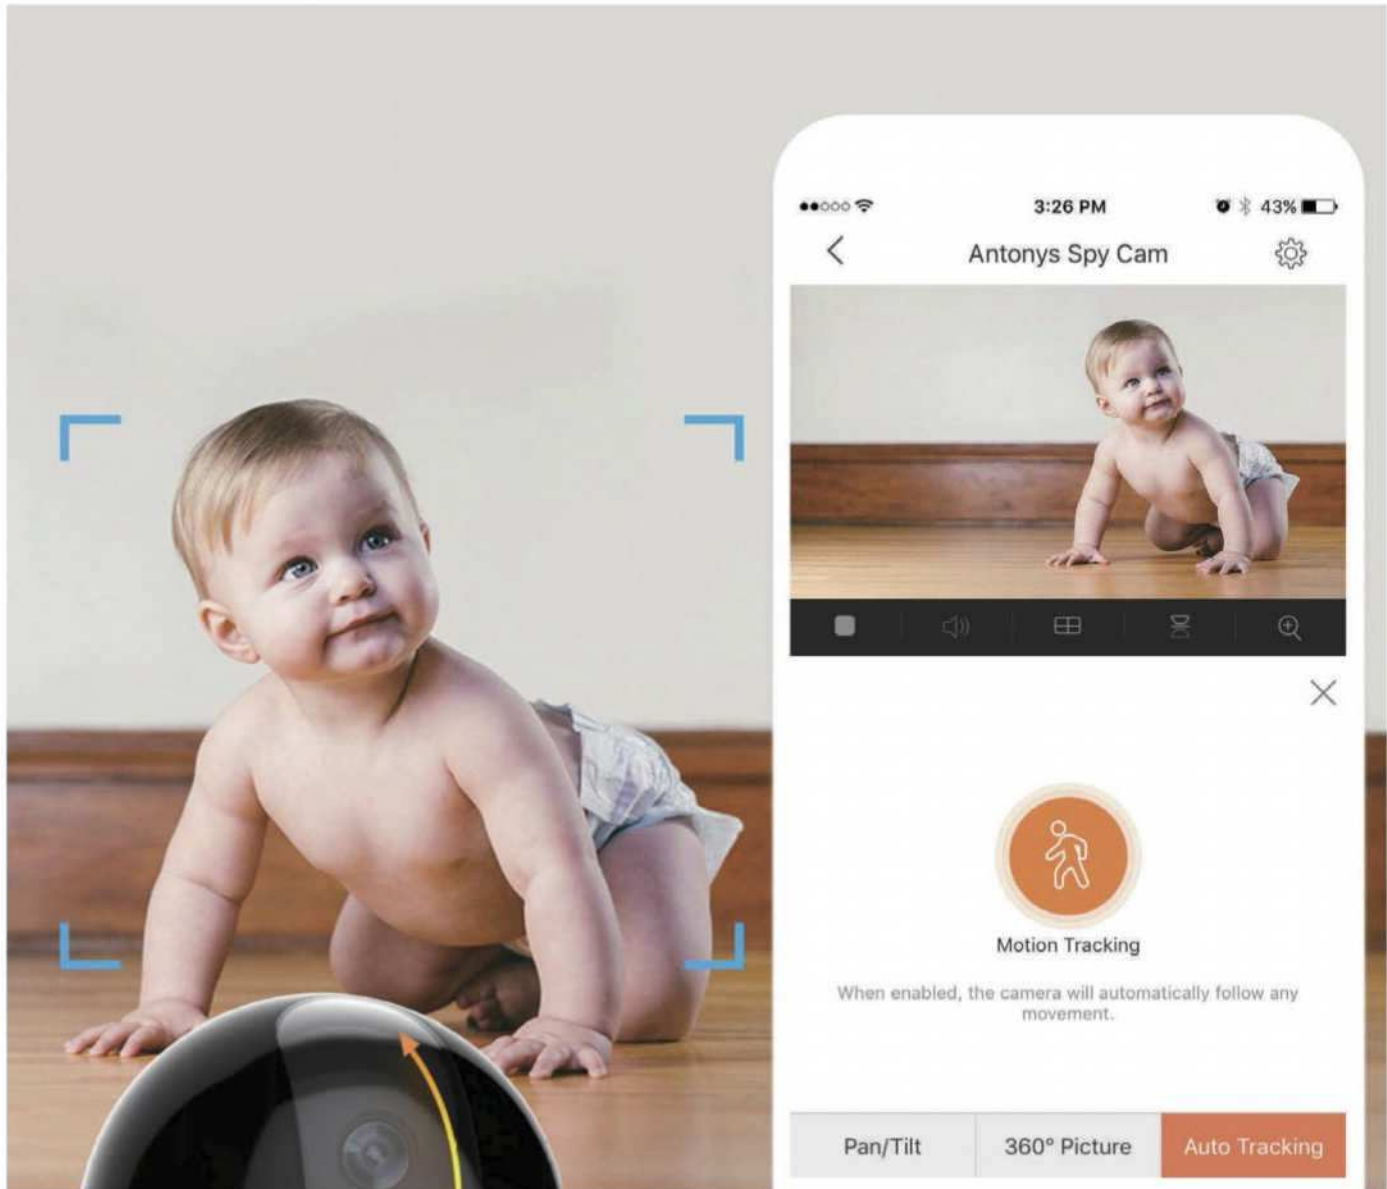 3:26 PM
43%
Antonys Spy Cam
Motion Tracking
When enabled, the camera will automatically follow any
movement.
Pan/Tilt
360° Picture
Auto Tracking